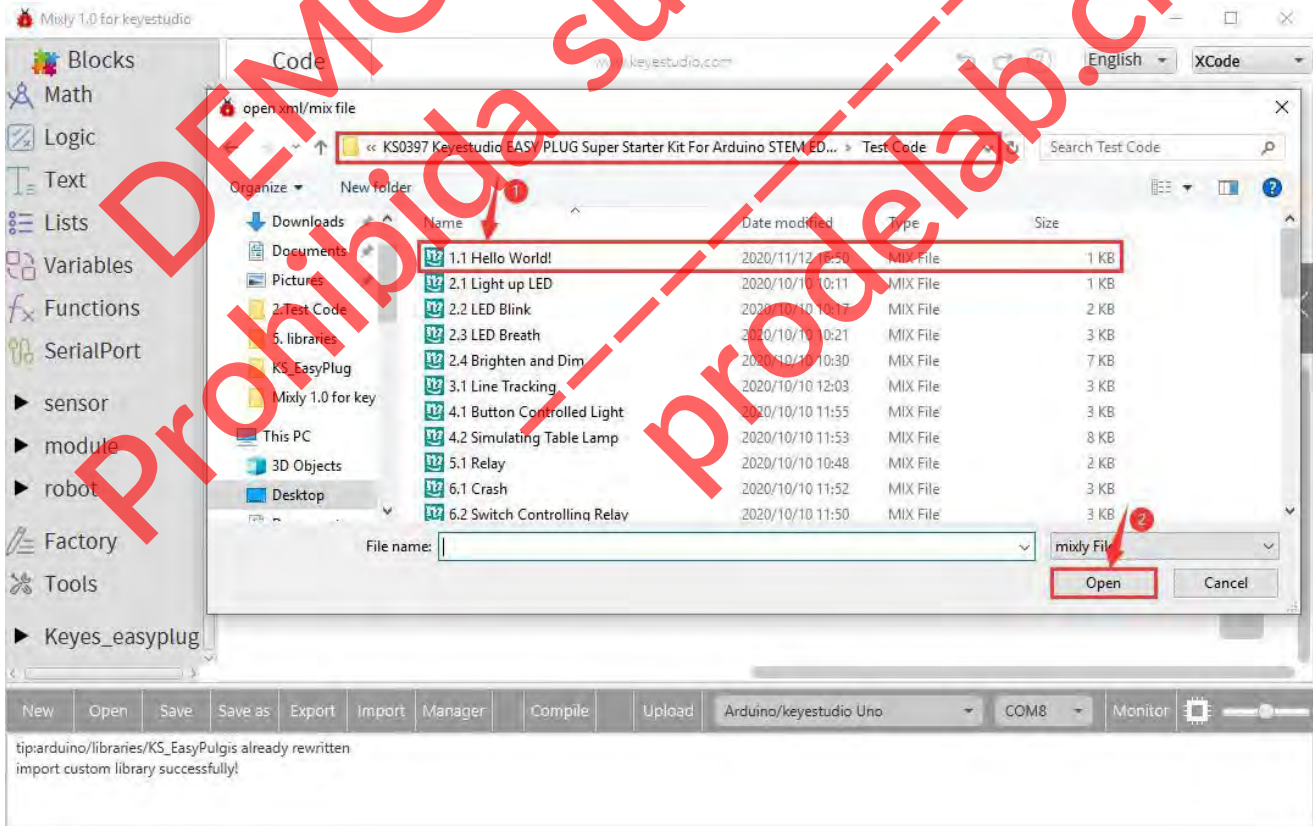 Mixly 1.0 for keyestudio
Blocks
Code
www.keyestudio.com
English
XCode
Math
Logic
Text
Lists
Variables
Functions
SerialPort
sensor
module
robot
Factory
Tools
Keyes_easyplug
open xml/mix file
« KS0397 Keyestudio EASY PLUG Super Starter Kit For Arduino STEM ED... > Test Code
Search Test Code
Organize
New folder
1
Downloads
Documents
Pictures
2.Test Code
5. libraries
KS_EasyPlug
Mixly 1.0 for key
This PC
3D Objects
Desktop
Name Date modified Type Size
1.1 Hello World! 2020/11/12 16:50 MIX File 1 KB
2.1 Light up LED 2020/10/10 10:11 MIX File 1 KB
2.2 LED Blink 2020/10/10 10:17 MIX File 2 KB
2.3 LED Breath 2020/10/10 10:21 MIX File 3 KB
2.4 Brighten and Dim 2020/10/10 10:30 MIX File 7 KB
3.1 Line Tracking 2020/10/10 12:03 MIX File 3 KB
4.1 Button Controlled Light 2020/10/10 11:55 MIX File 3 KB
4.2 Simulating Table Lamp 2020/10/10 11:53 MIX File 8 KB
5.1 Relay 2020/10/10 10:48 MIX File 2 KB
6.1 Crash 2020/10/10 11:52 MIX File 3 KB
6.2 Switch Controlling Relay 2020/10/10 11:50 MIX File 3 KB
2
File name:
mixly File
Open
Cancel
New Open Save Save as Export Import Manager Compile Upload Arduino/keyestudio Uno COM8 Monitor
tip:arduino/libraries/KS_EasyPulgis already rewritten
import custom library successfully!
DEMO
Prohibida su
prodelab.c